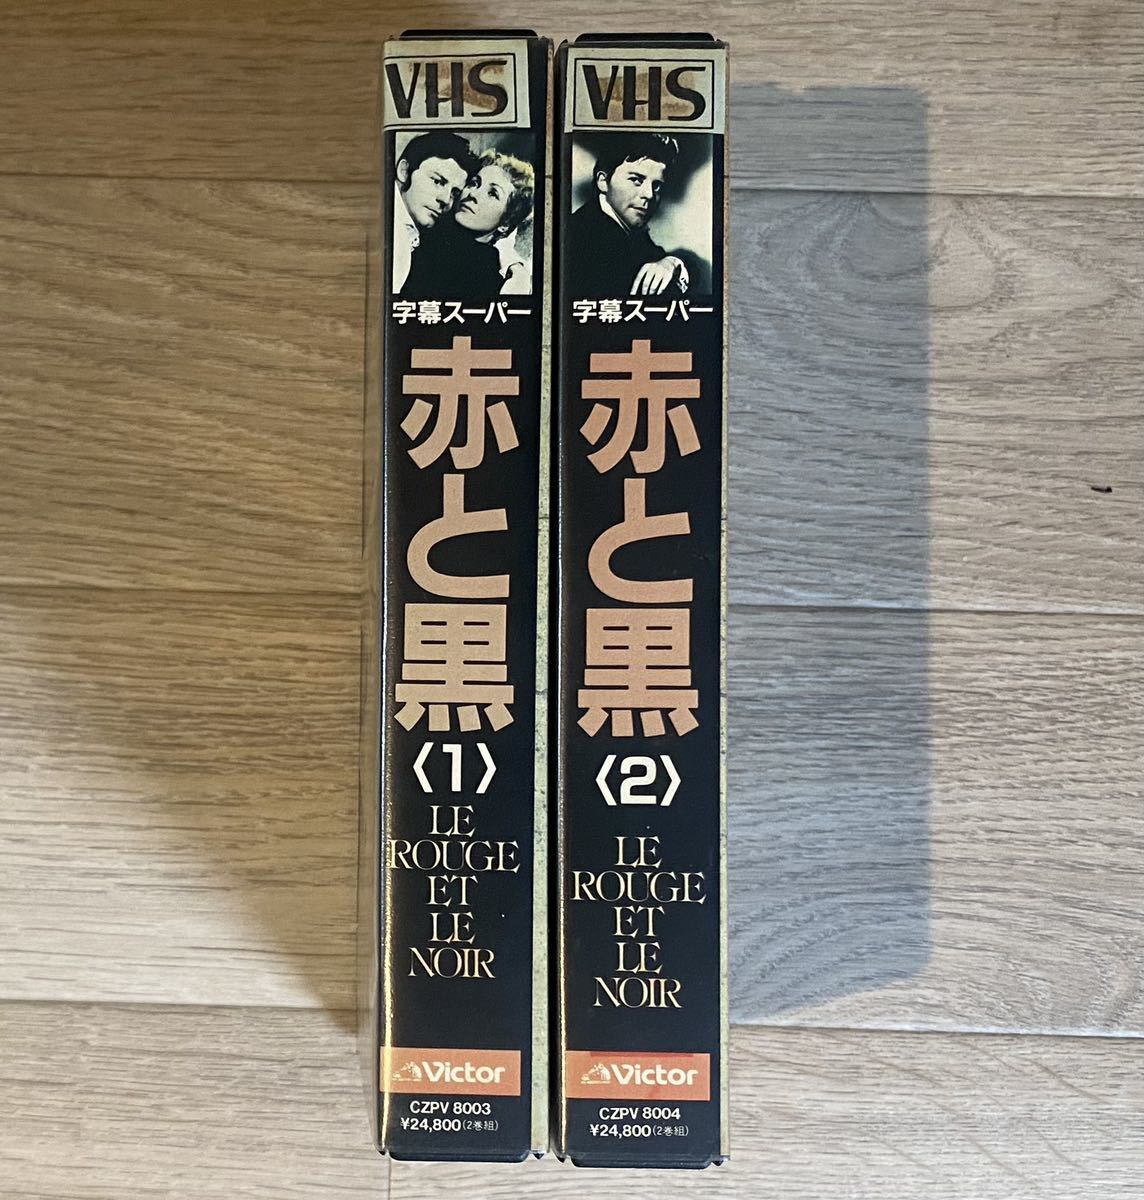 VHS
字幕スーパー
赤と黒
〈1〉
LE
ROUGE
ET
LE
NOIR
Victor
CZPV 8003
¥24,800(2巻組)
VHS
字幕スーパー
赤と黒
〈2〉
LE
ROUGE
ET
LE
NOIR
Victor
CZPV 8004
¥24,800(2巻組)